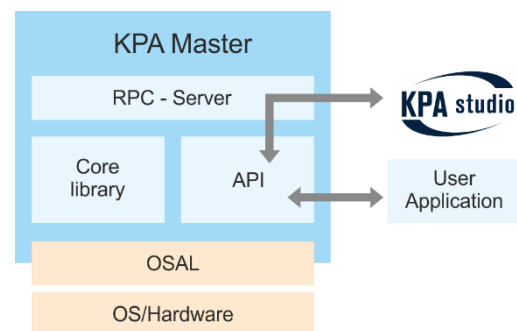 KPA Master
RPC - Server
KPA studio
Core
library
API
User
Application
OSAL
OS/Hardware